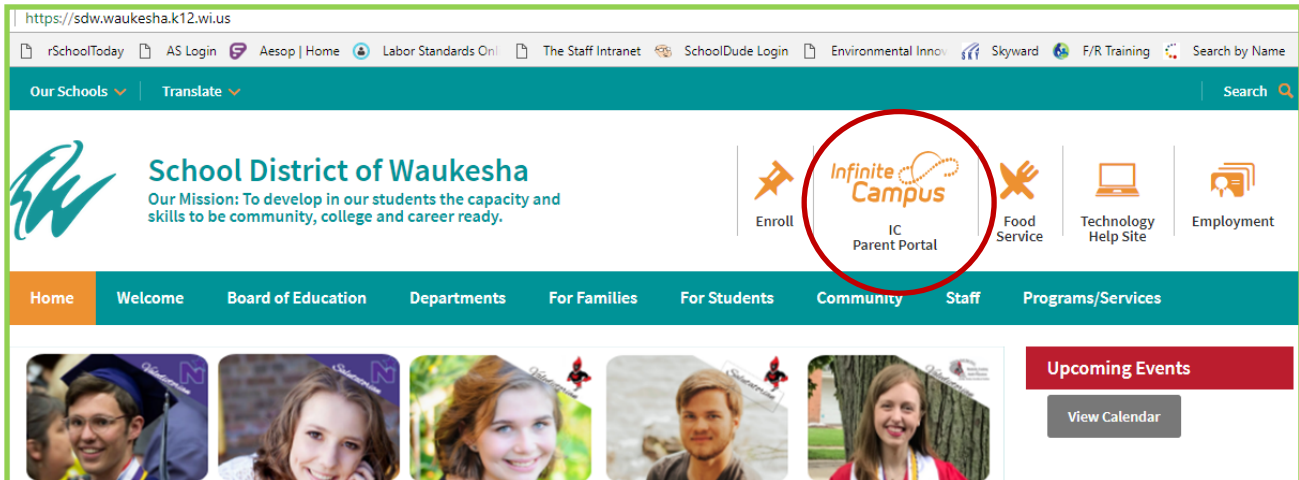 https://sdw.waukesha.k12.wi.us
rSchoolToday AS Login Aesop | Home Labor Standards Onl The Staff Intranet SchoolDude Login Environmental Innov Skyward F/R Training Search by Name
Our Schools Translate Search
School District of Waukesha
Our Mission: To develop in our students the capacity and
skills to be community, college and career ready.
Enroll
Infinite
Campus
IC
Parent Portal
Food
Service
Technology
Help Site
Employment
Home Welcome Board of Education Departments For Families For Students Community Staff Programs/Services
Valedictorian N
Salutatorian N
Valedictorian
Salutatorian
Upcoming Events
View Calendar